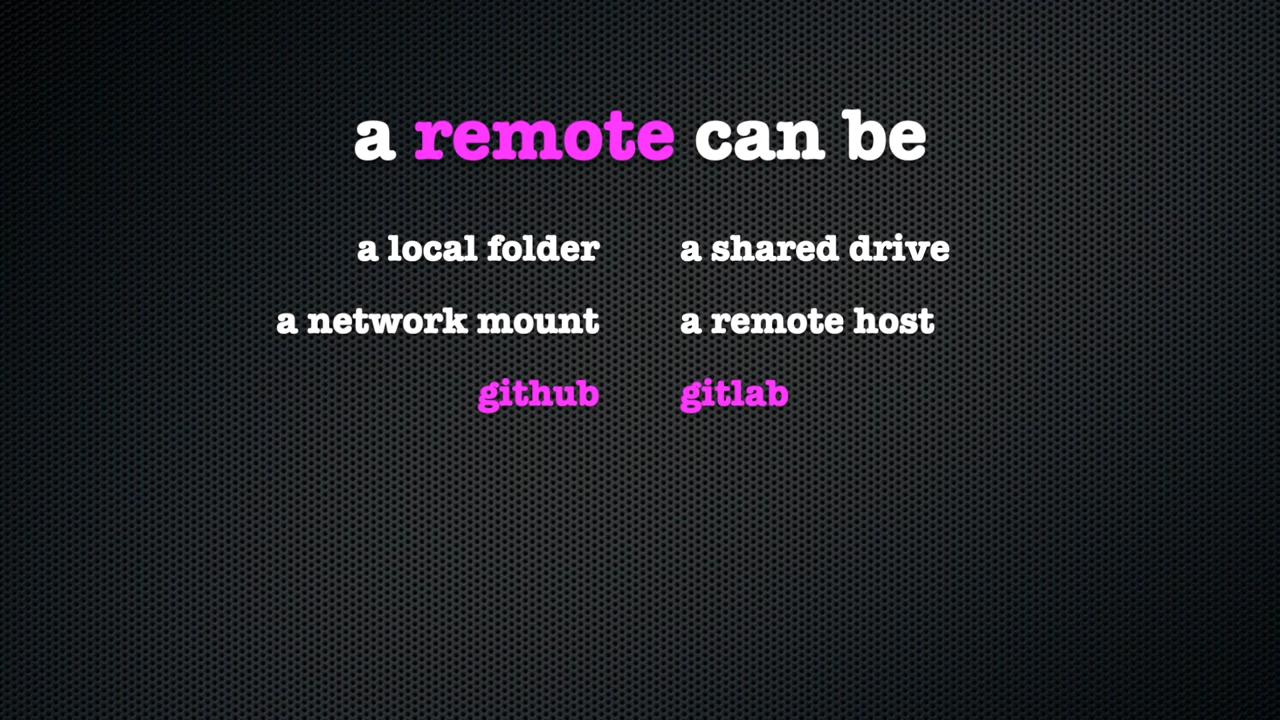 a remote can be
a local folder
a shared drive
a network mount
a remote host
github
gitlab